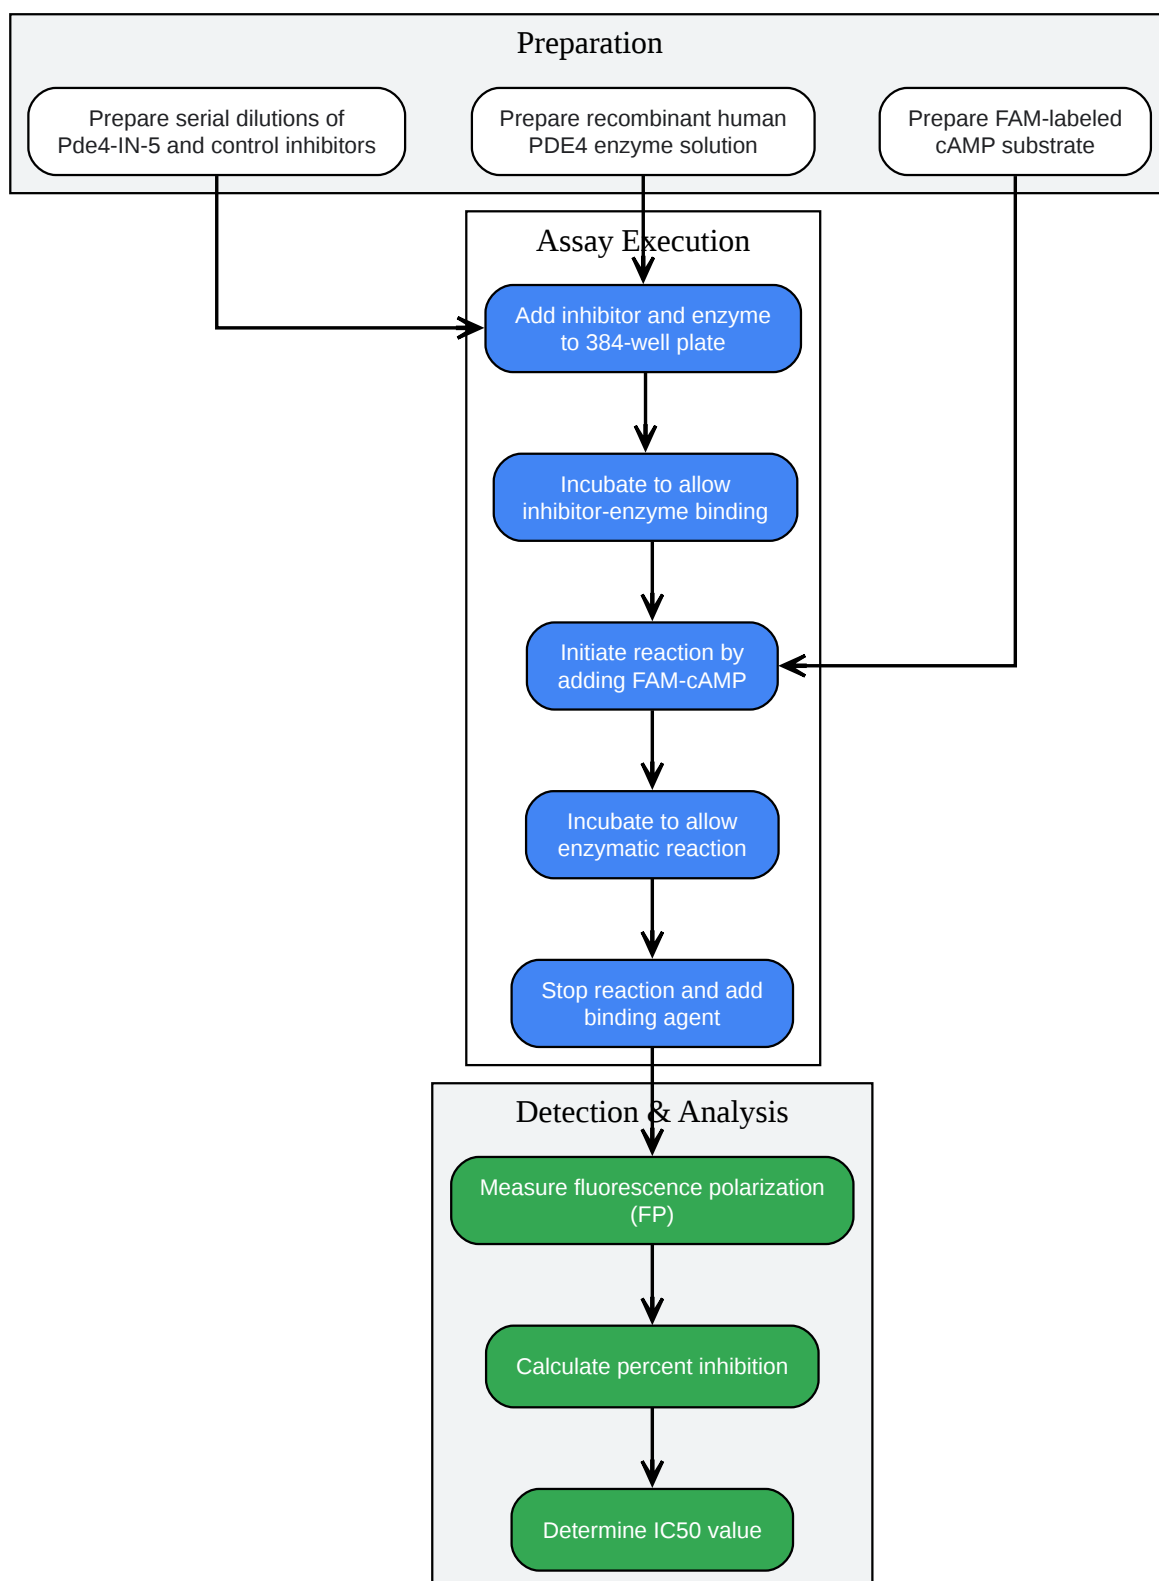 Preparation
Prepare serial dilutions of
Pde4-IN-5 and control inhibitors
Prepare recombinant human
PDE4 enzyme solution
Prepare FAM-labeled
cAMP substrate
Assay Execution
Add inhibitor and enzyme
to 384-well plate
Incubate to allow
inhibitor-enzyme binding
Initiate reaction by
adding FAM-cAMP
Incubate to allow
enzymatic reaction
Stop reaction and add
binding agent
Detection & Analysis
Measure fluorescence polarization
(FP)
Calculate percent inhibition
Determine IC50 value